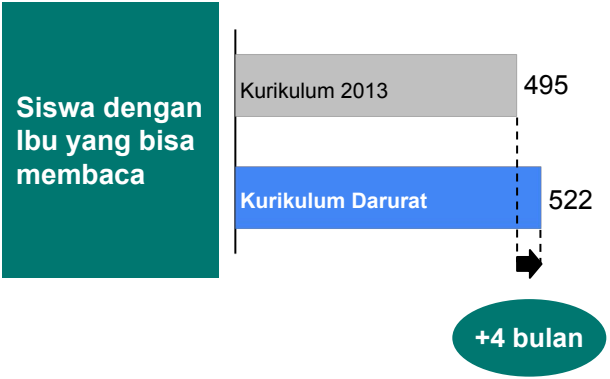 Siswa dengan
Ibu yang bisa
membaca
Kurikulum 2013
495
Kurikulum Darurat
522
+4 bulan